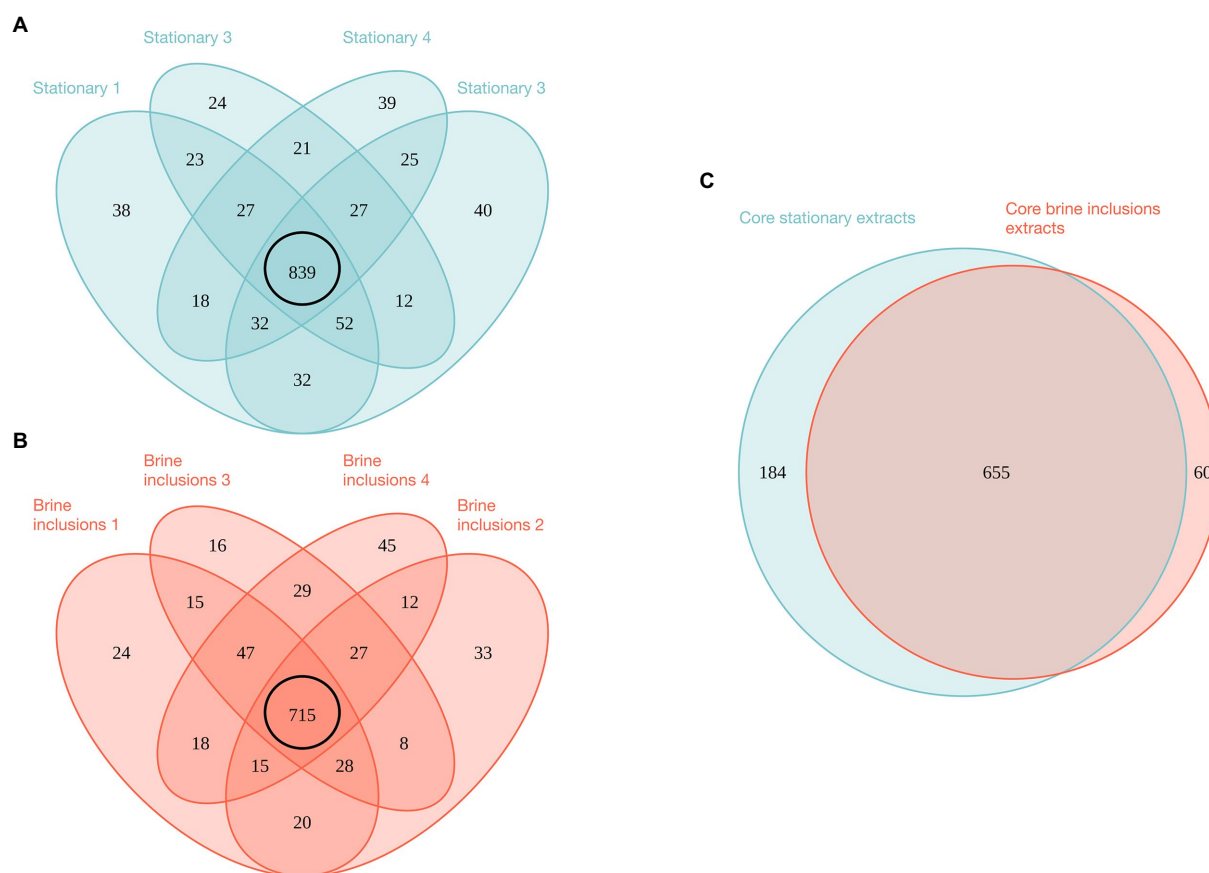 A
Stationary 3
Stationary 4
Stationary 1
Stationary 3
24
39
23
21
25
38
27
27
40
839
18
12
32
52
32
B
Brine
inclusions 3
Brine
inclusions 4
Brine
inclusions 1
Brine
inclusions 2
16
45
15
29
12
24
47
27
33
715
18
8
15
28
20
C
Core stationary extracts
Core brine inclusions
extracts
184
655
60